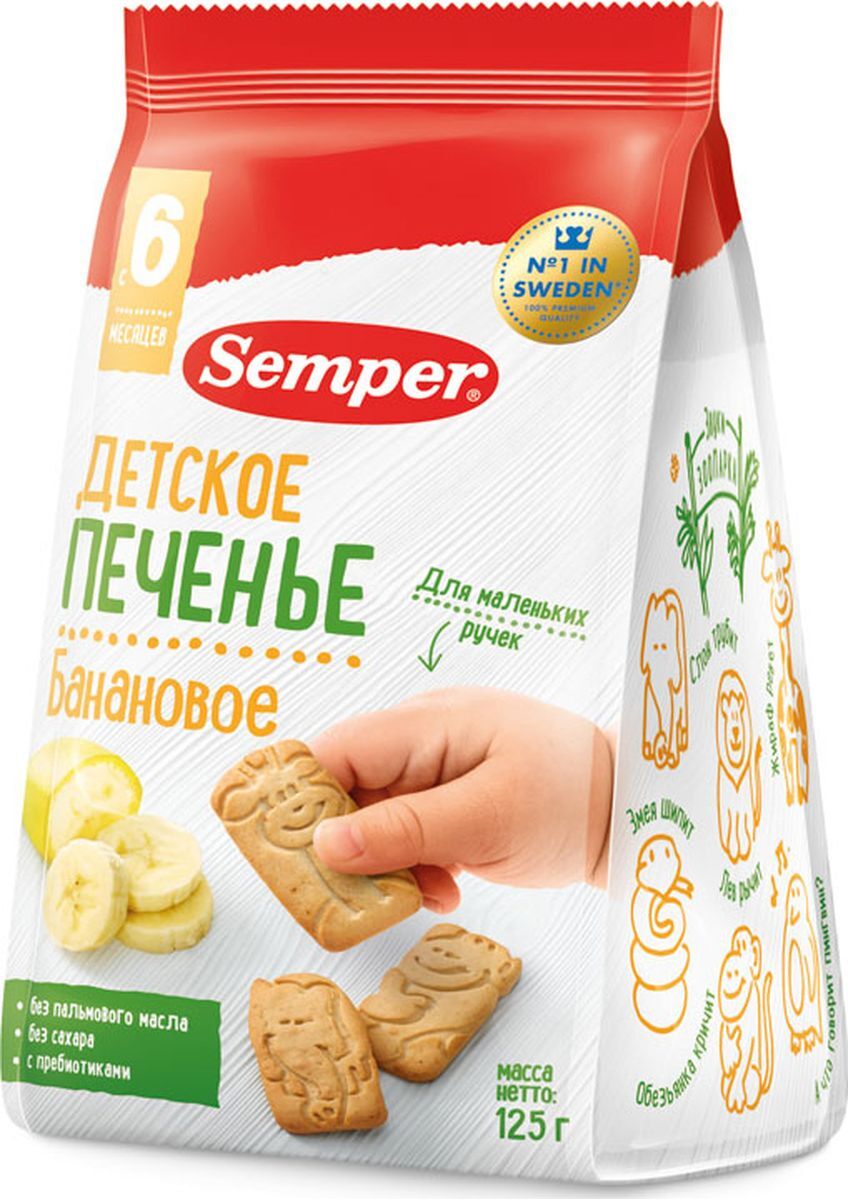 с 6
МЕСЯЦЕВ
Nº1 IN
SWEDEN*
100% PREMIUM
QUALITY
Semper®
ДЕТСКОЕ
ПЕЧЕНЬЕ
Банановое
Для маленьких
ручек
• без пальмового масла
• без сахара
• с пребиотиками
масса
нетто:
125 г
Звуки
ЗООПАРКА
Слон трубит
Жираф ревет
Змея шипит
Лев рычит
Обезьянка кричит
А что говорит пингвин?